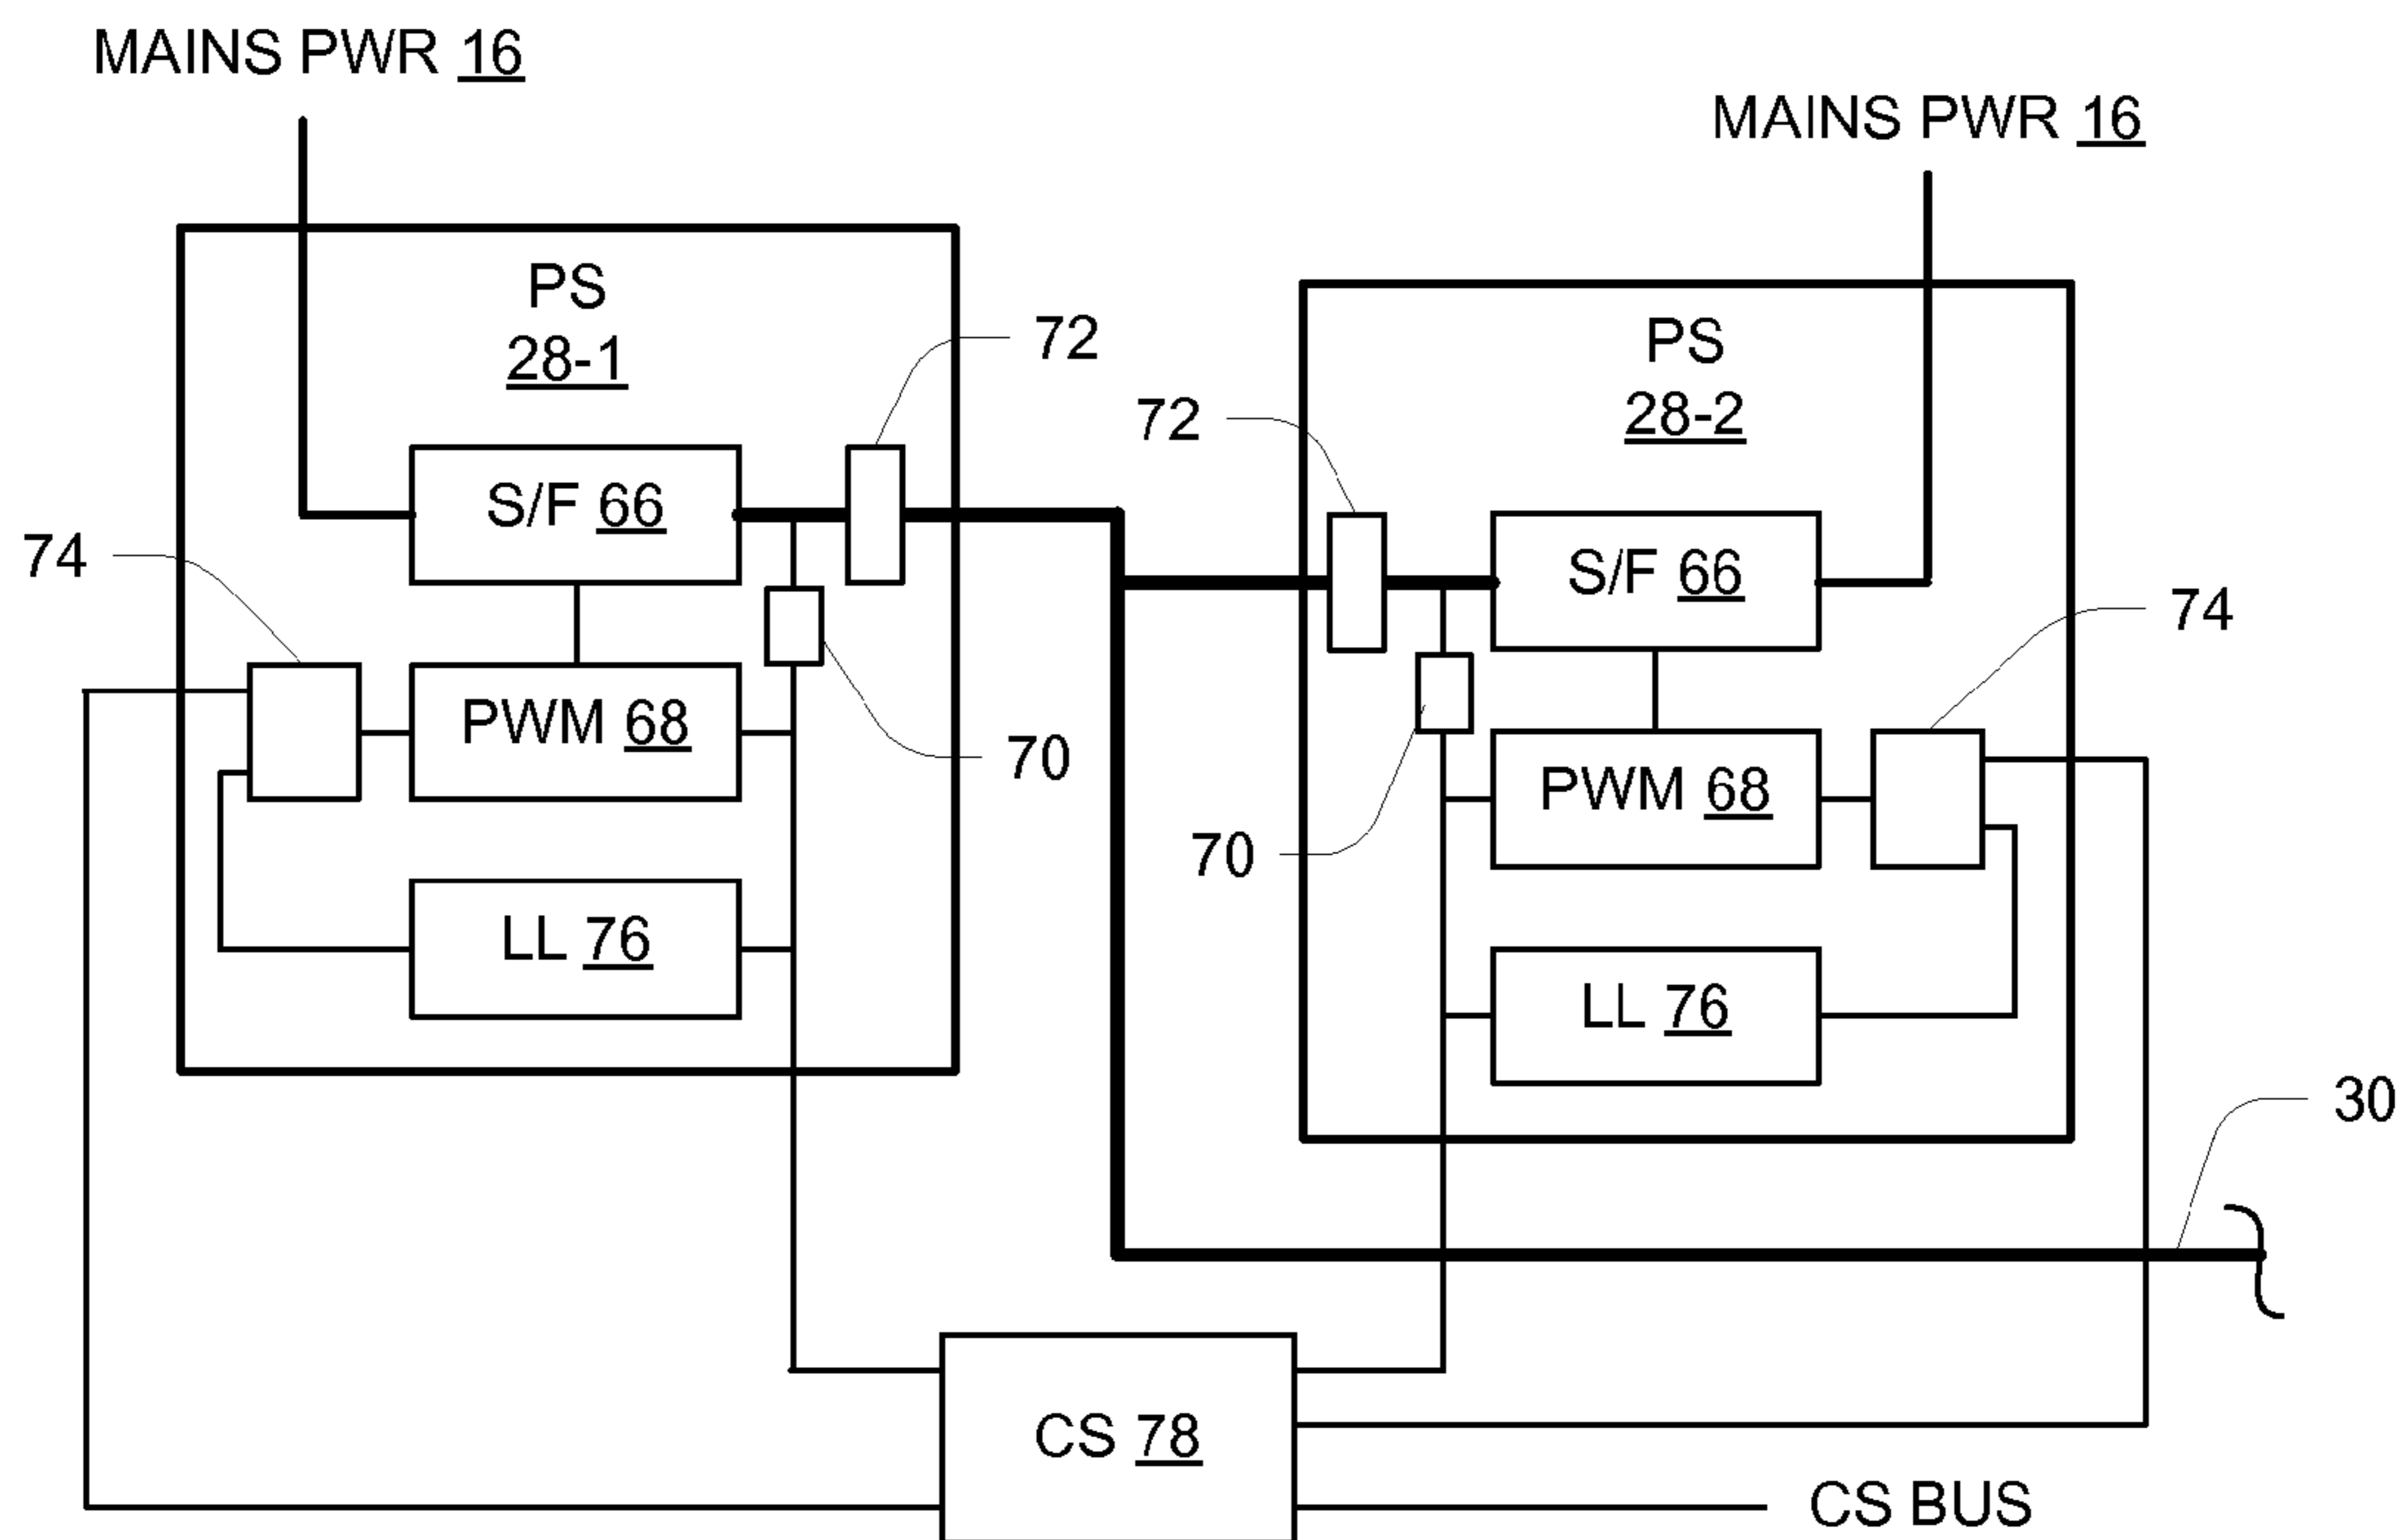 MAINS PWR 16
MAINS PWR 16
PS
28-1
72
PS
28-2
72
S/F 66
S/F 66
74
74
PWM 68
70
PWM 68
70
LL 76
LL 76
30
CS 78
CS BUS